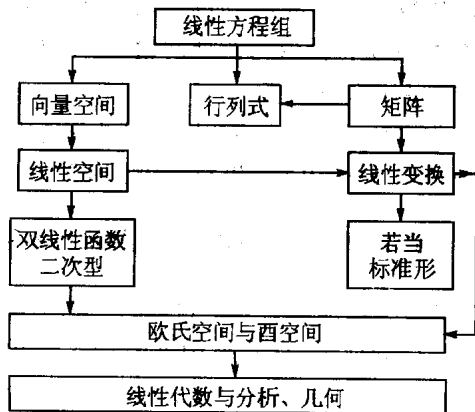 线性方程组
向量空间 行列式 矩阵
线性空间 线性变换
双线性函数 若当
二次型 标准形
欧氏空间与酉空间
线性代数与分析、几何